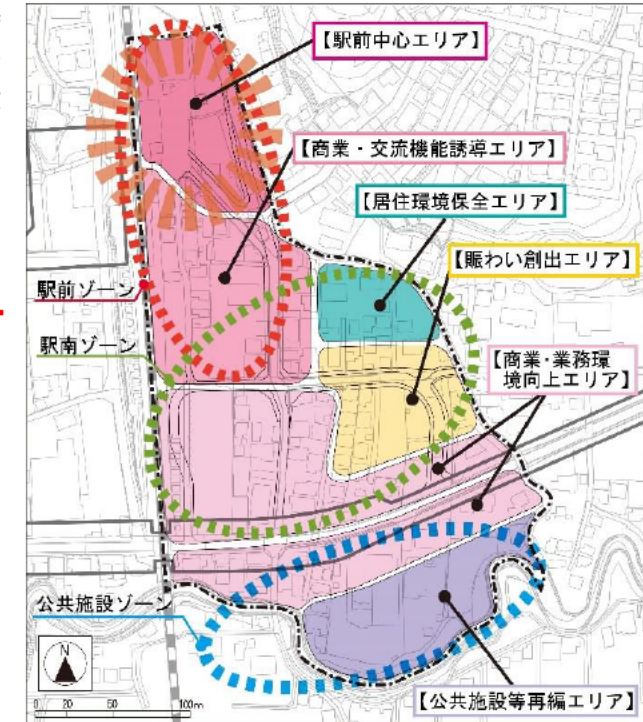 【駅前中心エリア】
【商業・交流機能誘導エリア】
【居住環境保全エリア】
【賑わい創出エリア】
駅前ゾーン
駅南ゾーン
【商業・業務環
境向上エリア】
公共施設ゾーン
N
0 20 50 100m
【公共施設等再編エリア】